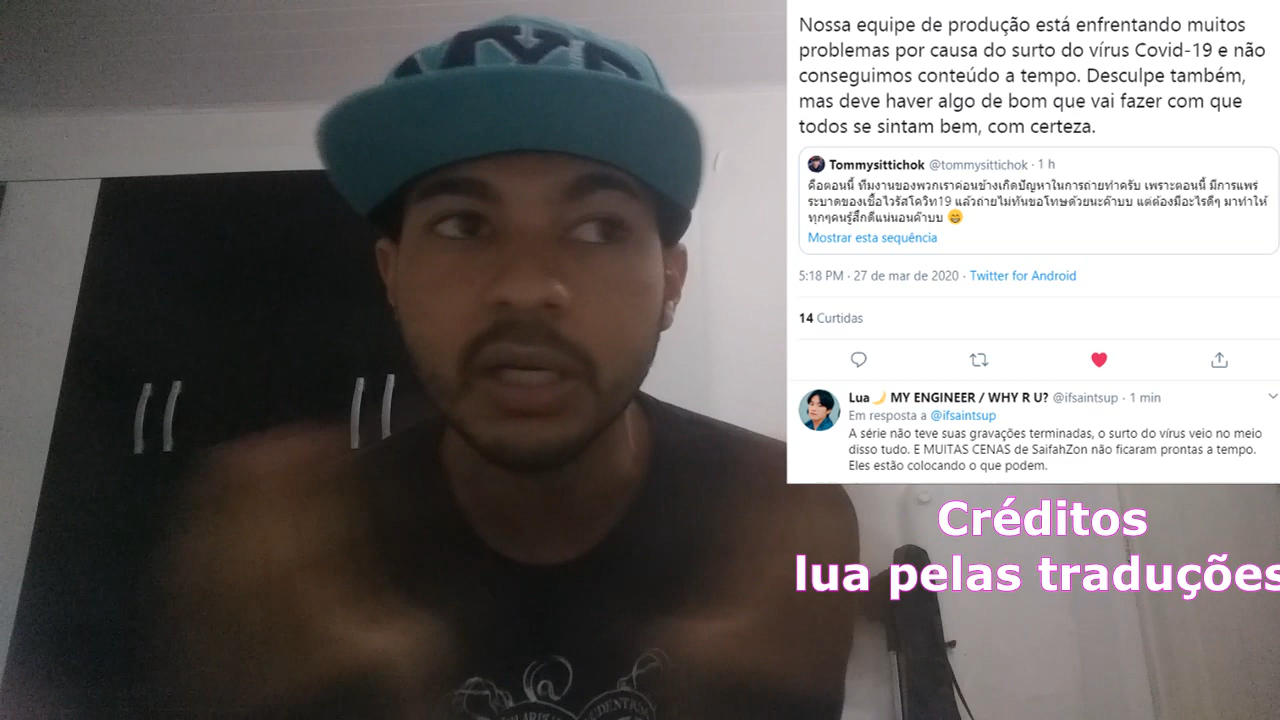 Nossa equipe de produção está enfrentando muitos
problemas por causa do surto do vírus Covid-19 e não
conseguimos conteúdo a tempo. Desculpe também,
mas deve haver algo de bom que vai fazer com que
todos se sintam bem, com certeza.
Tommysittichok @tommysittichok · 1 h
คือตอนนี้ ทีมงานของพวกเราค่อนข้างเกิดปัญหาในการถ่ายทำครับ เพราะตอนนี้ มีการแพร่
ระบาดของเชื้อไวรัสโควิท19 แล้วถ่ายไม่ทันขอโทษด้วยนะค้าบบ แต่ต้องมีอะไรดีๆ มาทำให้
ทุกๆคนรู้สึกดีแน่นอนค้าบบ 😁
Mostrar esta sequência
5:18 PM · 27 de mar de 2020 · Twitter for Android
14 Curtidas
Lua 🌙 MY ENGINEER / WHY R U? @ifsaintsup · 1 min
Em resposta a @ifsaintsup
A série não teve suas gravações terminadas, o surto do vírus veio no meio
disso tudo. E MUITAS CENAS de SaifahZon não ficaram prontas a tempo.
Eles estão colocando o que podem.
Créditos
lua pelas traduções